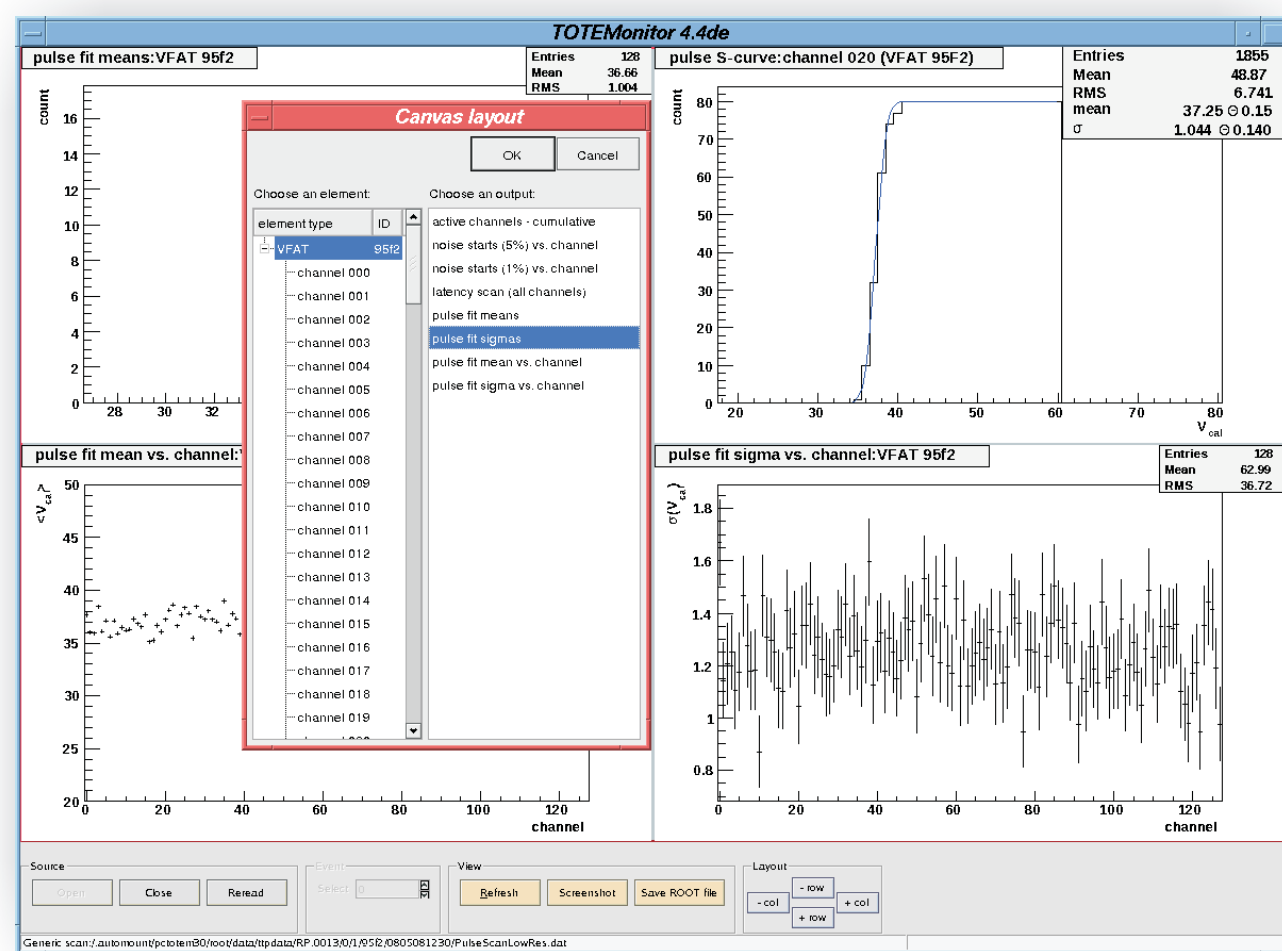 TOTEMonitor 4.4de
pulse fit means:VFAT 95f2
Entries 128
Mean 36.66
RMS 1.004
count
16
14
12
10
8
6
4
2
0
28 30 32
pulse S-curve:channel 020 (VFAT 95F2)
Entries 1855
Mean 48.87
RMS 6.741
mean 37.25 ⊖ 0.15
σ 1.044 ⊖ 0.140
count
80
70
60
50
40
30
20
10
0
20 30 40 50 60 70 80
Vcal
Canvas layout
OK Cancel
Choose an element:
element type ID
VFAT 95f2
channel 000
channel 001
channel 002
channel 003
channel 004
channel 005
channel 006
channel 007
channel 008
channel 009
channel 010
channel 011
channel 012
channel 013
channel 014
channel 015
channel 016
channel 017
channel 018
channel 019
Choose an output:
active channels - cumulative
noise starts (5%) vs. channel
noise starts (1%) vs. channel
latency scan (all channels)
pulse fit means
pulse fit sigmas
pulse fit mean vs. channel
pulse fit sigma vs. channel
pulse fit mean vs. channel:
<Vcal>
50
45
40
35
30
25
20
0 20 40 60 80 100 120
channel
pulse fit sigma vs. channel:VFAT 95f2
Entries 128
Mean 62.99
RMS 36.72
σ(Vcal)
1.8
1.6
1.4
1.2
1
0.8
0 20 40 60 80 100 120
channel
Source
Open Close Reread
Event
Select 0
View
Refresh Screenshot Save ROOT file
Layout
- row
- col + col
+ row
Generic scan:/.automount/pctotem30/root/data/ttpdata/RP.0013/0/1/95f2/0805081230/PulseScanLowRes.dat